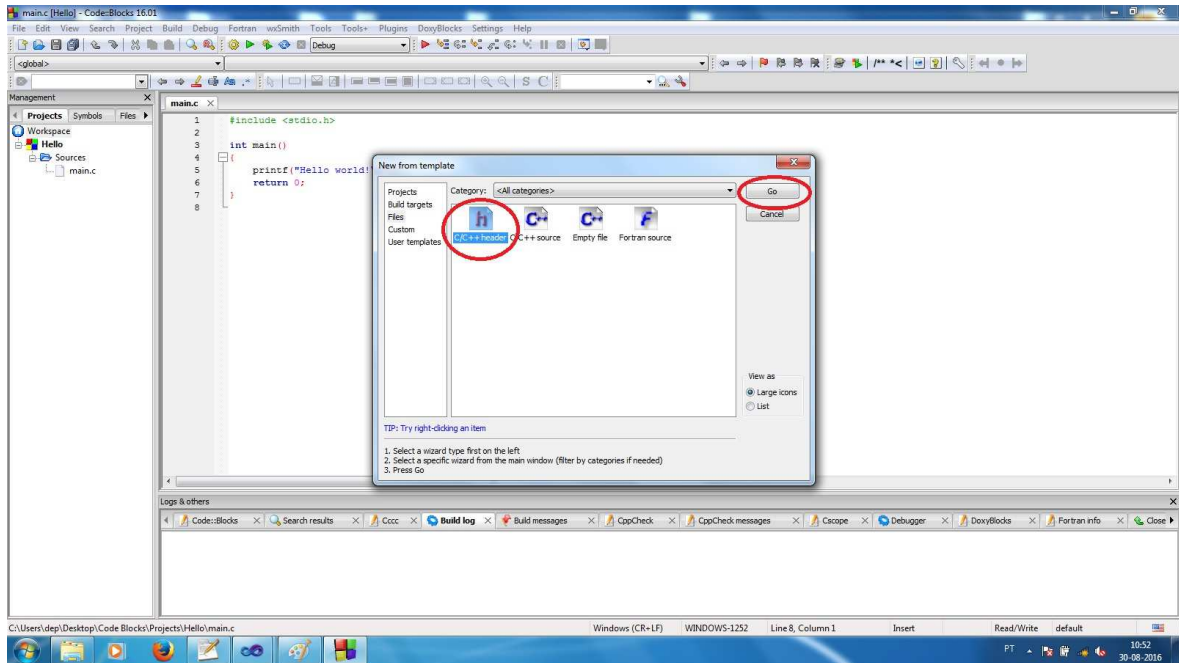 main.c [Hello] - Code::Blocks 16.01
File Edit View Search Project Build Debug Fortran wxSmith Tools Tools+ Plugins DoxyBlocks Settings Help
Debug
<global>
/** *<
S C
Management
main.c
Projects Symbols Files
Workspace
Hello
Sources
main.c
1 #include <stdio.h>
2
3 int main()
4 {
5 printf("Hello world!
6 return 0;
7 }
8
New from template
Projects
Build targets
Files
Custom
User templates
Category: <All categories>
Go
Cancel
C/C++ header
C/C++ source
Empty file
Fortran source
View as
Large icons
List
TIP: Try right-clicking an item
1. Select a wizard type first on the left
2. Select a specific wizard from the main window (filter by categories if needed)
3. Press Go
Logs & others
Code::Blocks Search results Cccc Build log Build messages CppCheck CppCheck messages Cscope Debugger DoxyBlocks Fortran info Close
C:\Users\dep\Desktop\Code Blocks\Projects\Hello\main.c Windows (CR+LF) WINDOWS-1252 Line 8, Column 1 Insert Read/Write default
PT 10:52
30-08-2016